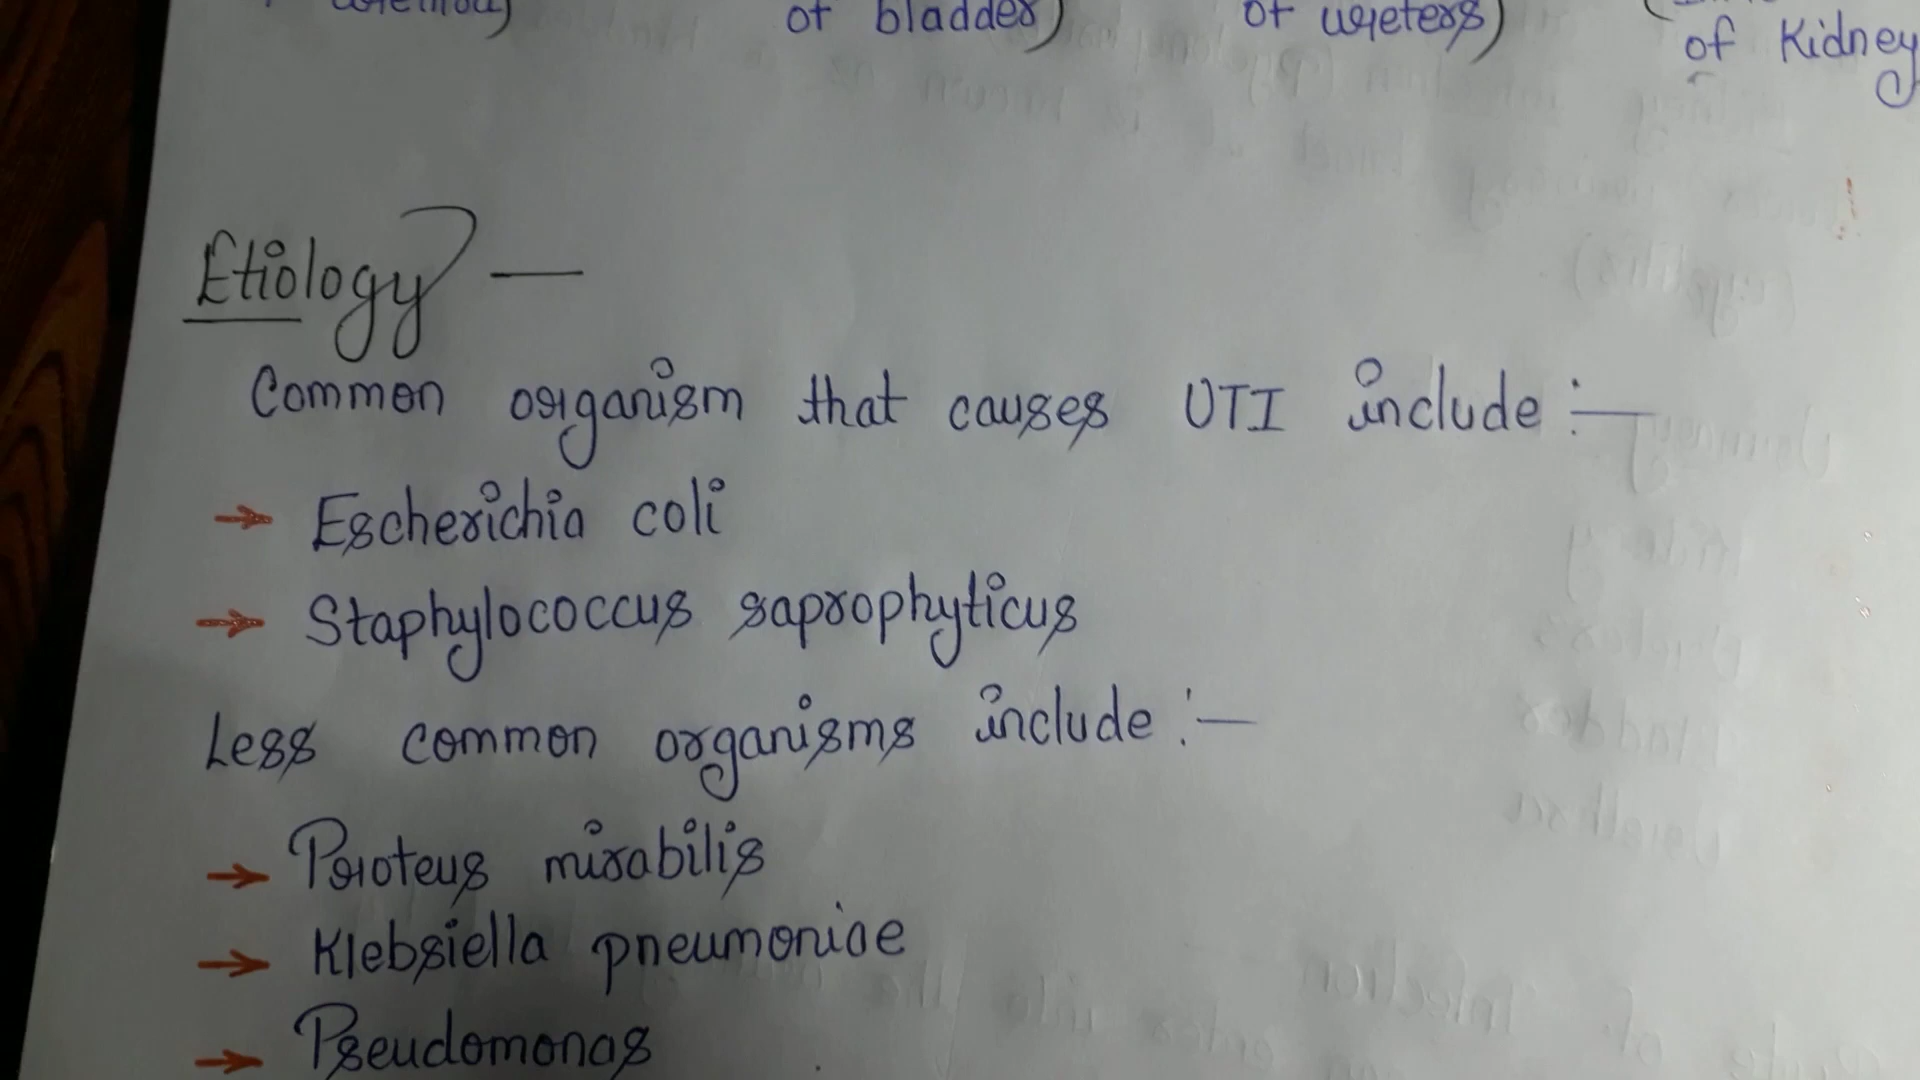 of bladder) of ureters) of Kidney
Etiology —
Common organism that causes UTI include :—
→ Escherichia coli
→ Staphylococcus saprophyticus
Less common organisms include :—
→ Proteus mirabilis
→ Klebsiella pneumoniae
→ Pseudomonas